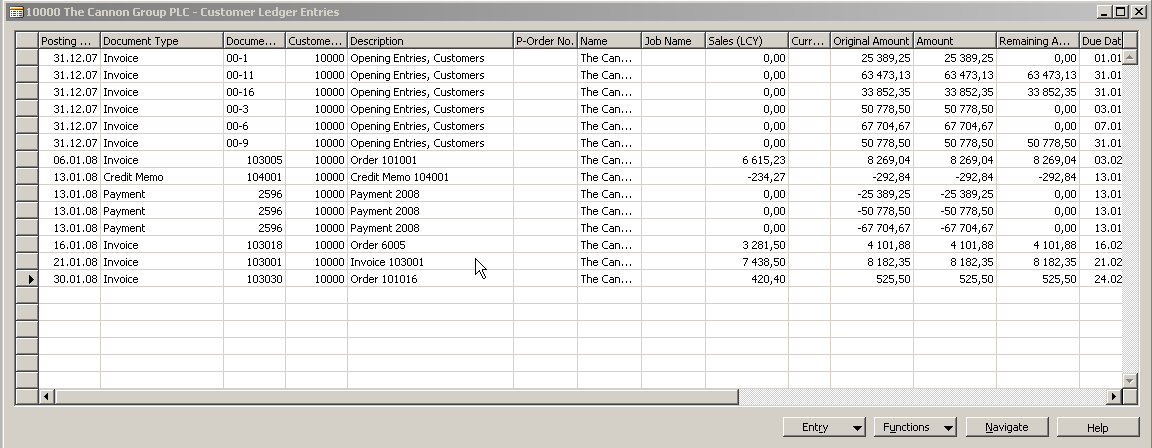 10000 The Cannon Group PLC - Customer Ledger Entries
Posting ... Document Type Docume... Custome... Description P-Order No. Name Job Name Sales (LCY) Curr... Original Amount Amount Remaining A... Due Dat
31.12.07 Invoice 00-1 10000 Opening Entries, Customers The Can... 0,00 25 389,25 25 389,25 0,00 01.01
31.12.07 Invoice 00-11 10000 Opening Entries, Customers The Can... 0,00 63 473,13 63 473,13 63 473,13 31.01
31.12.07 Invoice 00-16 10000 Opening Entries, Customers The Can... 0,00 33 852,35 33 852,35 33 852,35 31.01
31.12.07 Invoice 00-3 10000 Opening Entries, Customers The Can... 0,00 50 778,50 50 778,50 0,00 03.01
31.12.07 Invoice 00-6 10000 Opening Entries, Customers The Can... 0,00 67 704,67 67 704,67 0,00 07.01
31.12.07 Invoice 00-9 10000 Opening Entries, Customers The Can... 0,00 50 778,50 50 778,50 50 778,50 31.01
06.01.08 Invoice 103005 10000 Order 101001 The Can... 6 615,23 8 269,04 8 269,04 8 269,04 03.02
13.01.08 Credit Memo 104001 10000 Credit Memo 104001 The Can... -234,27 -292,84 -292,84 -292,84 13.01
13.01.08 Payment 2596 10000 Payment 2008 The Can... 0,00 -25 389,25 -25 389,25 0,00 13.01
13.01.08 Payment 2596 10000 Payment 2008 The Can... 0,00 -50 778,50 -50 778,50 0,00 13.01
13.01.08 Payment 2596 10000 Payment 2008 The Can... 0,00 -67 704,67 -67 704,67 0,00 13.01
16.01.08 Invoice 103018 10000 Order 6005 The Can... 3 281,50 4 101,88 4 101,88 4 101,88 16.02
21.01.08 Invoice 103001 10000 Invoice 103001 The Can... 7 438,50 8 182,35 8 182,35 8 182,35 21.02
30.01.08 Invoice 103030 10000 Order 101016 The Can... 420,40 525,50 525,50 525,50 24.02
Entry Functions Navigate Help